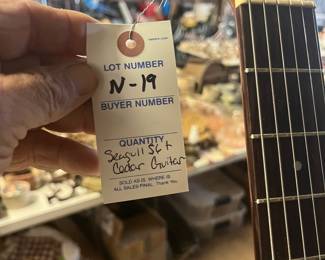 LOT NUMBER
N-19
BUYER NUMBER
QUANTITY
Seagull S6+
Cedar Guitar
SOLD AS IS, WHERE IS
ALL SALES FINAL. Thank You.